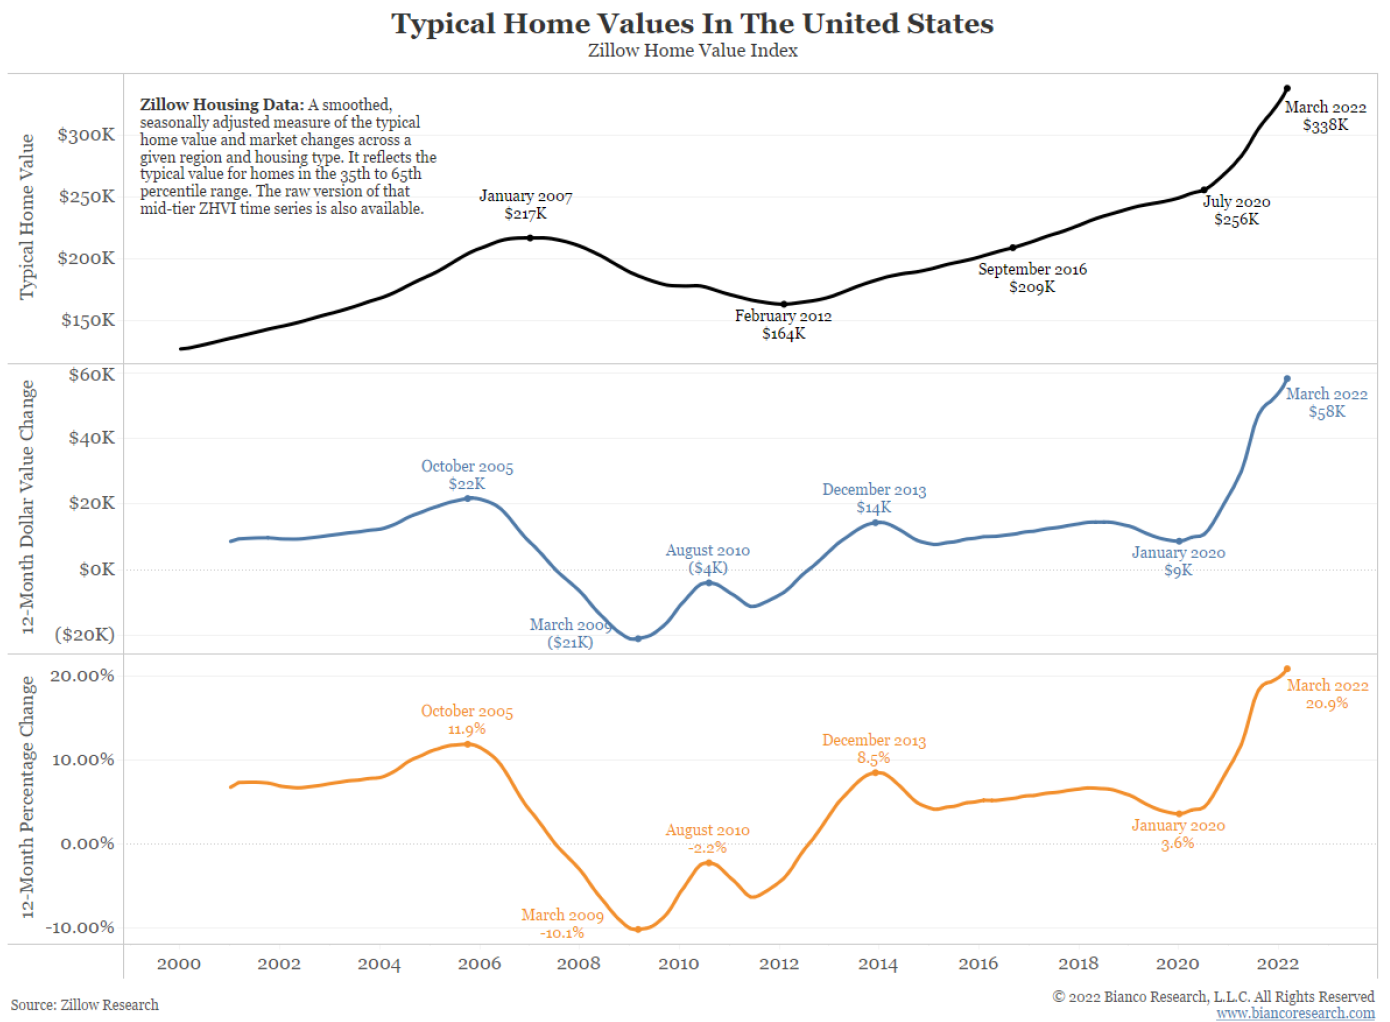 Typical Home Values In The United States
Zillow Home Value Index
Typical Home Value
$300K
$250K
$200K
$150K
Zillow Housing Data: A smoothed,
seasonally adjusted measure of the typical
home value and market changes across a
given region and housing type. It reflects the
typical value for homes in the 35th to 65th
percentile range. The raw version of that
mid-tier ZHVI time series is also available.
January 2007
$217K
February 2012
$164K
September 2016
$209K
July 2020
$256K
March 2022
$338K
12-Month Dollar Value Change
$60K
$40K
$20K
$0K
($20K)
October 2005
$22K
March 2009
($21K)
August 2010
($4K)
December 2013
$14K
January 2020
$9K
March 2022
$58K
12-Month Percentage Change
20.00%
10.00%
0.00%
-10.00%
October 2005
11.9%
March 2009
-10.1%
August 2010
-2.2%
December 2013
8.5%
January 2020
3.6%
March 2022
20.9%
2000 2002 2004 2006 2008 2010 2012 2014 2016 2018 2020 2022
Source: Zillow Research
© 2022 Bianco Research, L.L.C. All Rights Reserved
www.biancoresearch.com